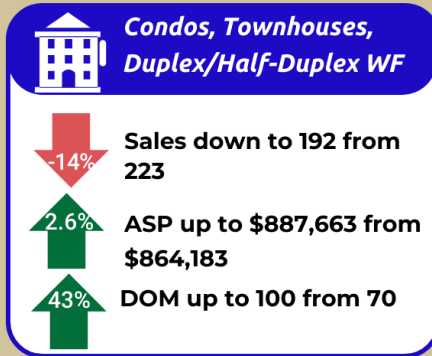 Condos, Townhouses,
Duplex/Half-Duplex WF
-14%
Sales down to 192 from
223
2.6%
ASP up to $887,663 from
$864,183
43%
DOM up to 100 from 70